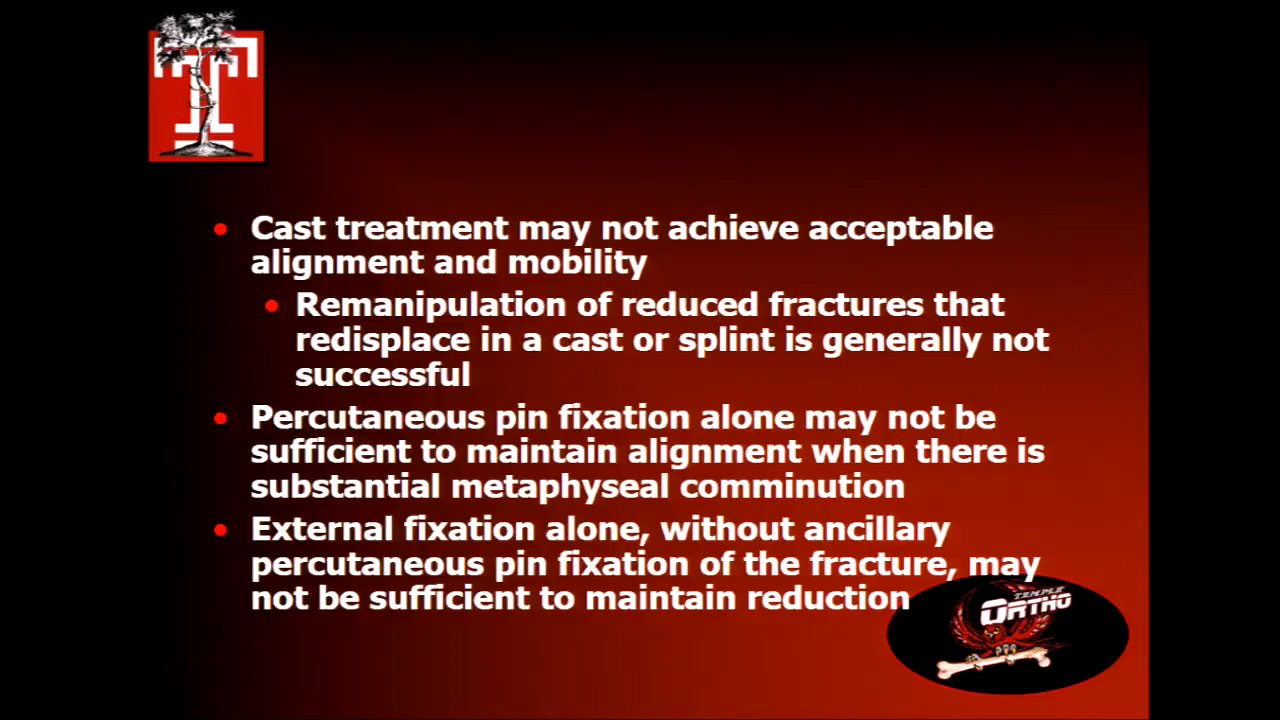 • Cast treatment may not achieve acceptable
alignment and mobility
• Remanipulation of reduced fractures that
redisplace in a cast or splint is generally not
successful
• Percutaneous pin fixation alone may not be
sufficient to maintain alignment when there is
substantial metaphyseal comminution
• External fixation alone, without ancillary
percutaneous pin fixation of the fracture, may
not be sufficient to maintain reduction
TEMPLE
ORTHO